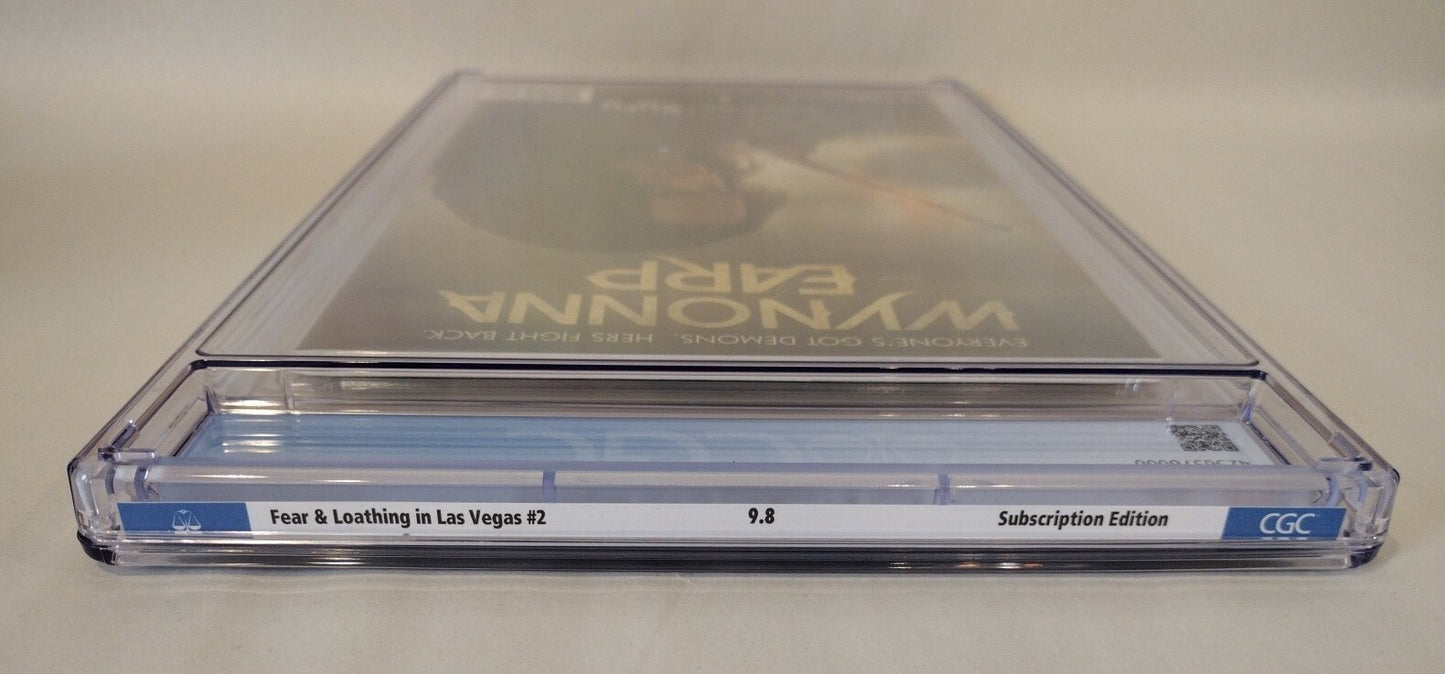 WYNONNA
EARP
EVERYONE'S GOT DEMONS. HERS FIGHT BACK.
CGC
Fear & Loathing in Las Vegas #2 9.8 Subscription Edition CGC